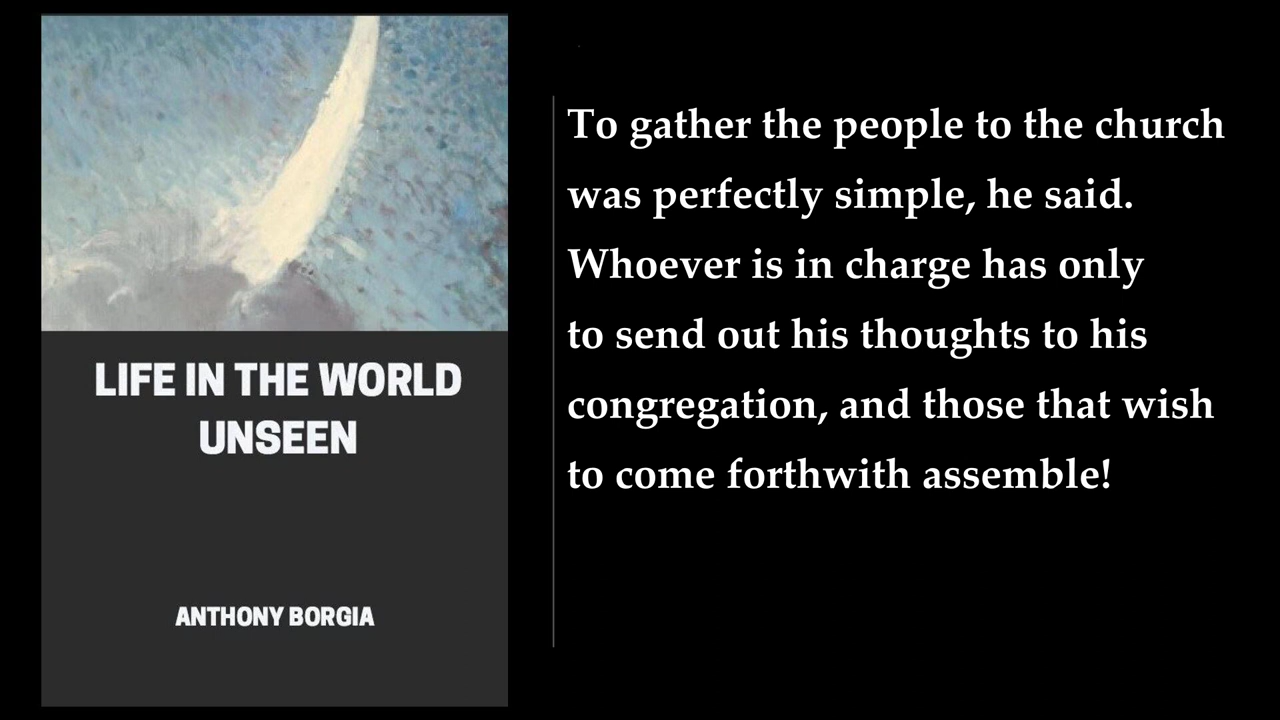 LIFE IN THE WORLD
UNSEEN
ANTHONY BORGIA
To gather the people to the church
was perfectly simple, he said.
Whoever is in charge has only
to send out his thoughts to his
congregation, and those that wish
to come forthwith assemble!